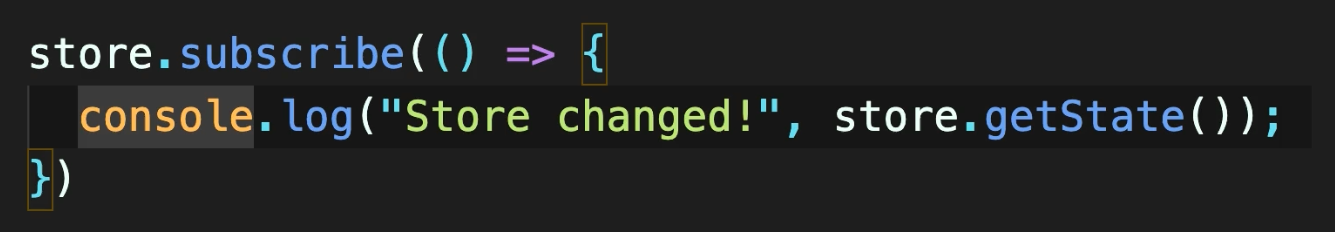 store.subscribe(() => {
  console.log("Store changed!", store.getState());
})